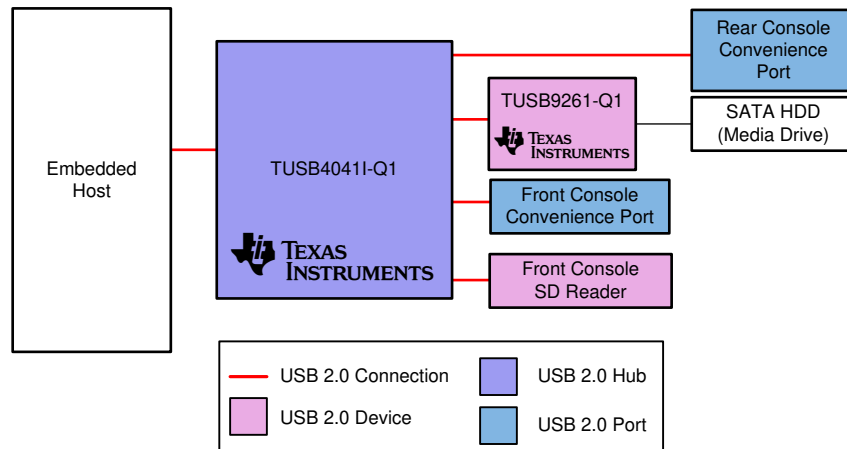 Rear Console
Convenience
Port
TUSB9261-Q1
TEXAS
INSTRUMENTS
SATA HDD
(Media Drive)
Embedded
Host
TUSB4041I-Q1
TEXAS
INSTRUMENTS
Front Console
Convenience Port
Front Console
SD Reader
USB 2.0 Connection
USB 2.0 Hub
USB 2.0 Device
USB 2.0 Port